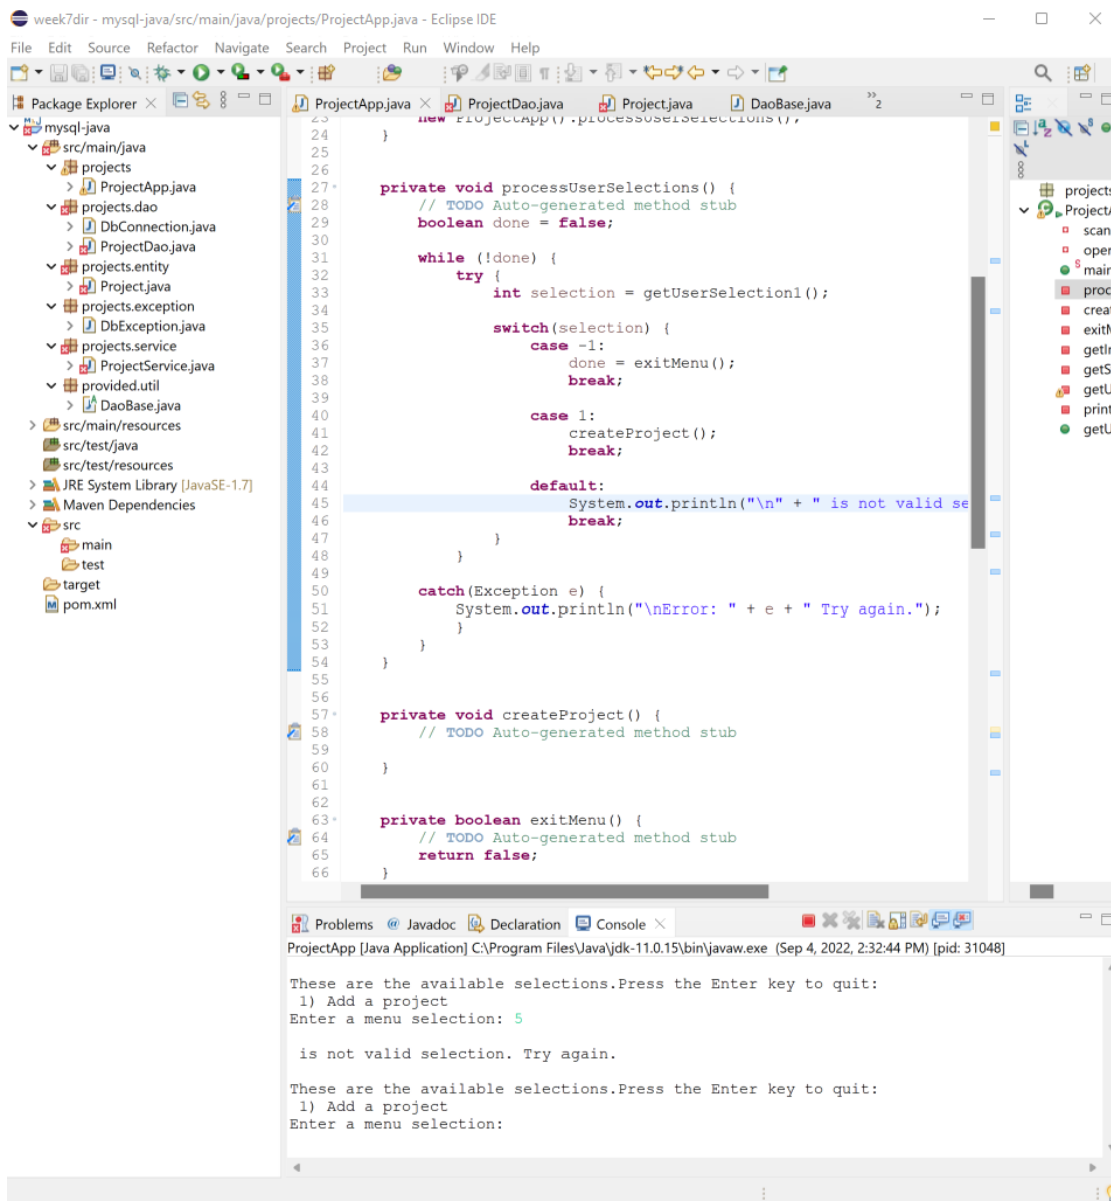 week7dir - mysql-java/src/main/java/projects/ProjectApp.java - Eclipse IDE
File Edit Source Refactor Navigate Search Project Run Window Help
Package Explorer
mysql-java
src/main/java
projects
ProjectApp.java
projects.dao
DbConnection.java
ProjectDao.java
projects.entity
Project.java
projects.exception
DbException.java
projects.service
ProjectService.java
provided.util
DaoBase.java
src/main/resources
src/test/java
src/test/resources
JRE System Library [JavaSE-1.7]
Maven Dependencies
src
main
test
target
pom.xml
ProjectApp.java ProjectDao.java Project.java DaoBase.java »2
23 new ProjectApp().processUserSelections();
24 }
25
26
27 private void processUserSelections() {
28 // TODO Auto-generated method stub
29 boolean done = false;
30
31 while (!done) {
32 try {
33 int selection = getUserSelection1();
34
35 switch(selection) {
36 case -1:
37 done = exitMenu();
38 break;
39
40 case 1:
41 createProject();
42 break;
43
44 default:
45 System.out.println("\n" + " is not valid se
46 break;
47 }
48 }
49
50 catch(Exception e) {
51 System.out.println("\nError: " + e + " Try again.");
52 }
53 }
54 }
55
56
57 private void createProject() {
58 // TODO Auto-generated method stub
59
60 }
61
62
63 private boolean exitMenu() {
64 // TODO Auto-generated method stub
65 return false;
66 }
projects
ProjectA
scan
oper
main
proc
creat
exitM
getIn
getS
getU
print
getU
Problems @ Javadoc Declaration Console
ProjectApp [Java Application] C:\Program Files\Java\jdk-11.0.15\bin\javaw.exe (Sep 4, 2022, 2:32:44 PM) [pid: 31048]
These are the available selections.Press the Enter key to quit:
1) Add a project
Enter a menu selection: 5
is not valid selection. Try again.
These are the available selections.Press the Enter key to quit:
1) Add a project
Enter a menu selection: